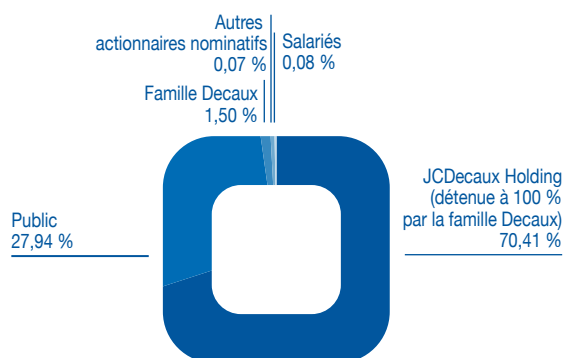 Autres
actionnaires nominatifs
0,07 %
Salariés
0,08 %
Famille Decaux
1,50 %
JCDecaux Holding
(détenue à 100 %
par la famille Decaux)
70,41 %
Public
27,94 %